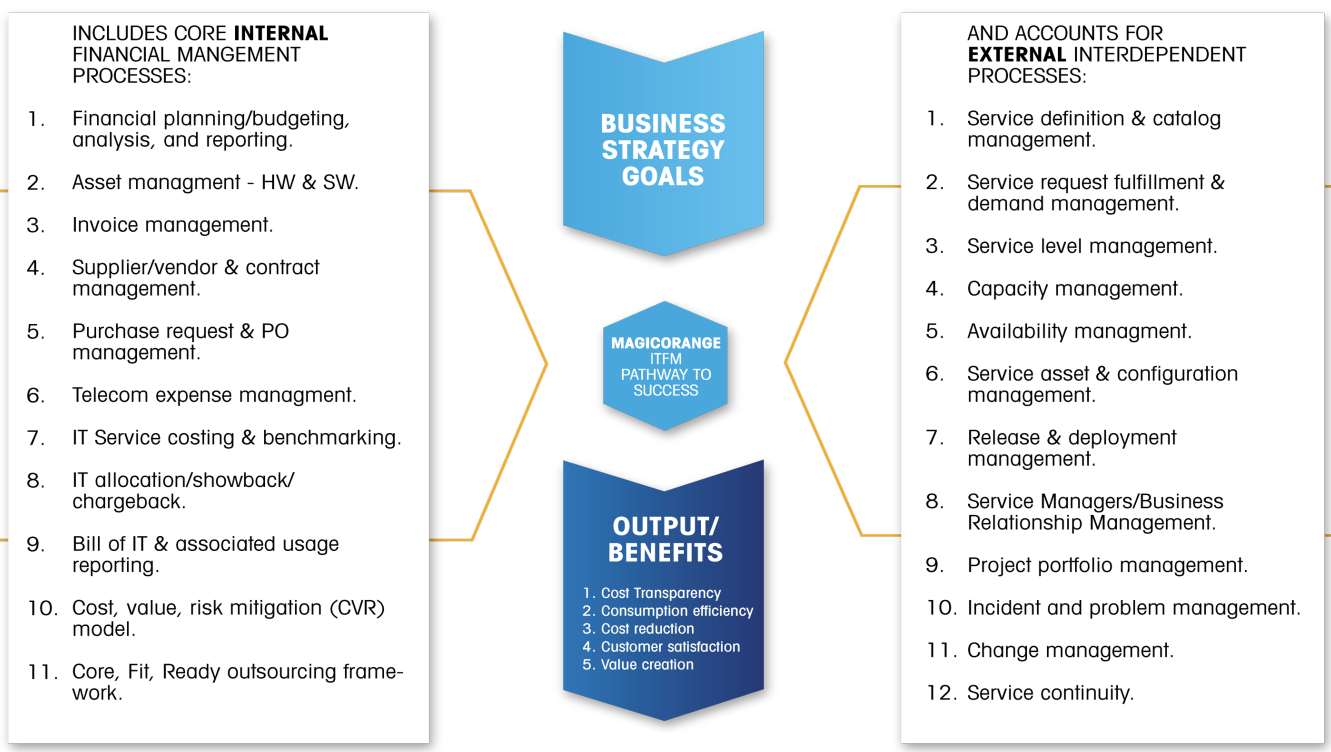 INCLUDES CORE INTERNAL
FINANCIAL MANGEMENT
PROCESSES:
1. Financial planning/budgeting,
analysis, and reporting.
2. Asset managment - HW & SW.
3. Invoice management.
4. Supplier/vendor & contract
management.
5. Purchase request & PO
management.
6. Telecom expense managment.
7. IT Service costing & benchmarking.
8. IT allocation/showback/
chargeback.
9. Bill of IT & associated usage
reporting.
10. Cost, value, risk mitigation (CVR)
model.
11. Core, Fit, Ready outsourcing frame-
work.
BUSINESS
STRATEGY
GOALS
MAGICORANGE
ITFM
PATHWAY TO
SUCCESS
OUTPUT/
BENEFITS
1. Cost Transparency
2. Consumption efficiency
3. Cost reduction
4. Customer satisfaction
5. Value creation
AND ACCOUNTS FOR
EXTERNAL INTERDEPENDENT
PROCESSES:
1. Service definition & catalog
management.
2. Service request fulfillment &
demand management.
3. Service level management.
4. Capacity management.
5. Availability managment.
6. Service asset & configuration
management.
7. Release & deployment
management.
8. Service Managers/Business
Relationship Management.
9. Project portfolio management.
10. Incident and problem management.
11. Change management.
12. Service continuity.